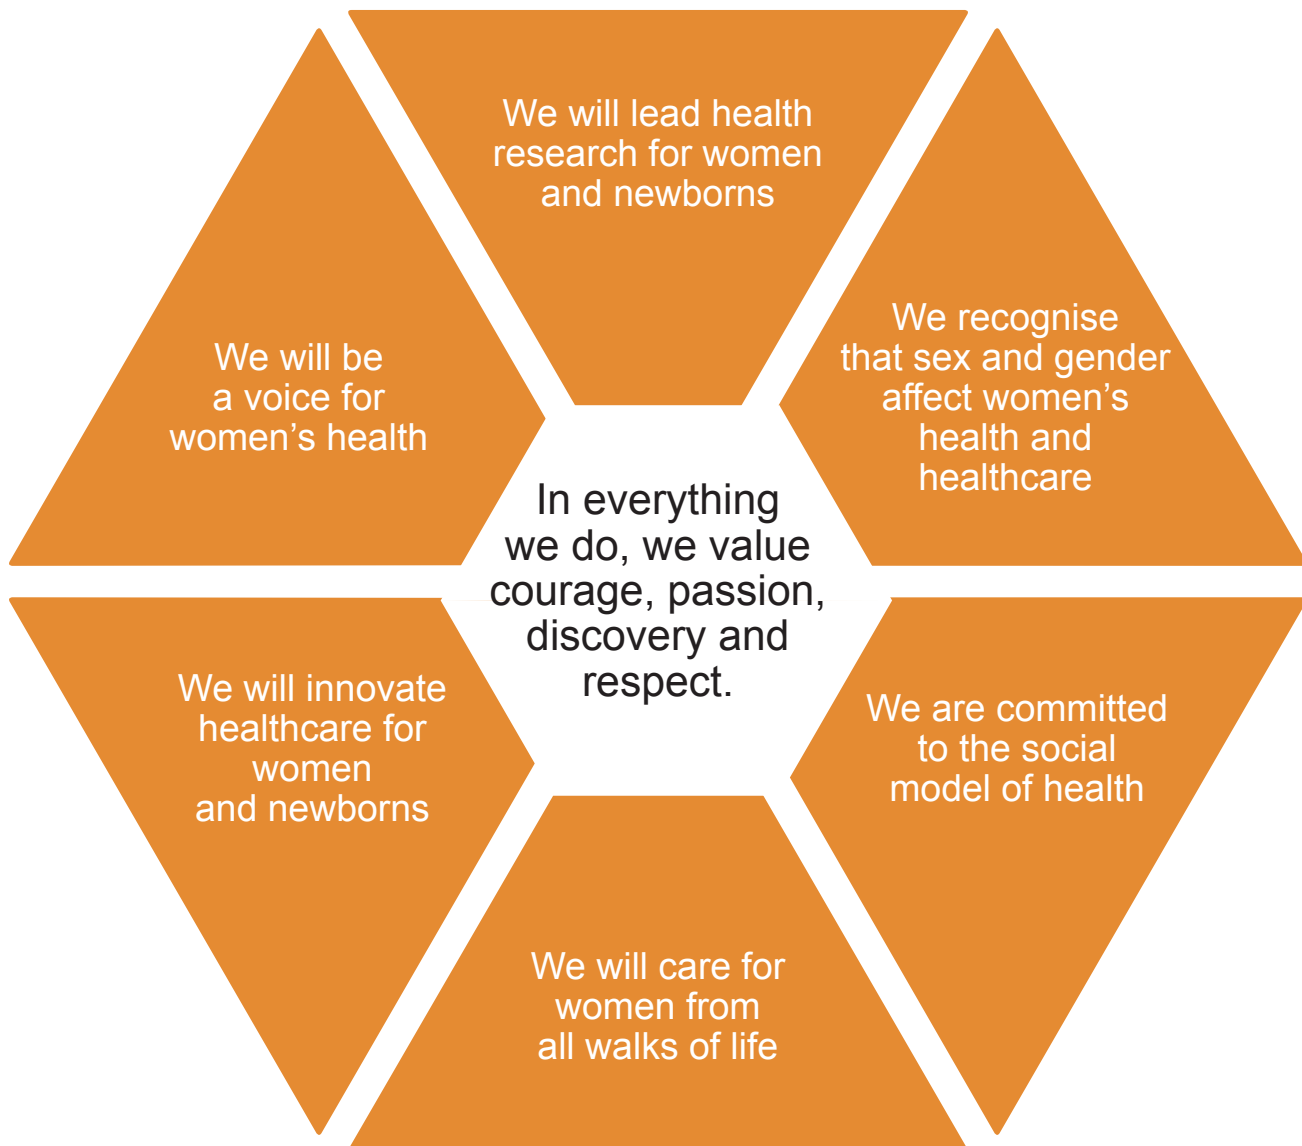 We will lead health
research for women
and newborns
We recognise
that sex and gender
affect women’s
health and
healthcare
We are committed
to the social
model of health
We will care for
women from
all walks of life
We will innovate
healthcare for
women
and newborns
We will be
a voice for
women’s health
In everything
we do, we value
courage, passion,
discovery and
respect.